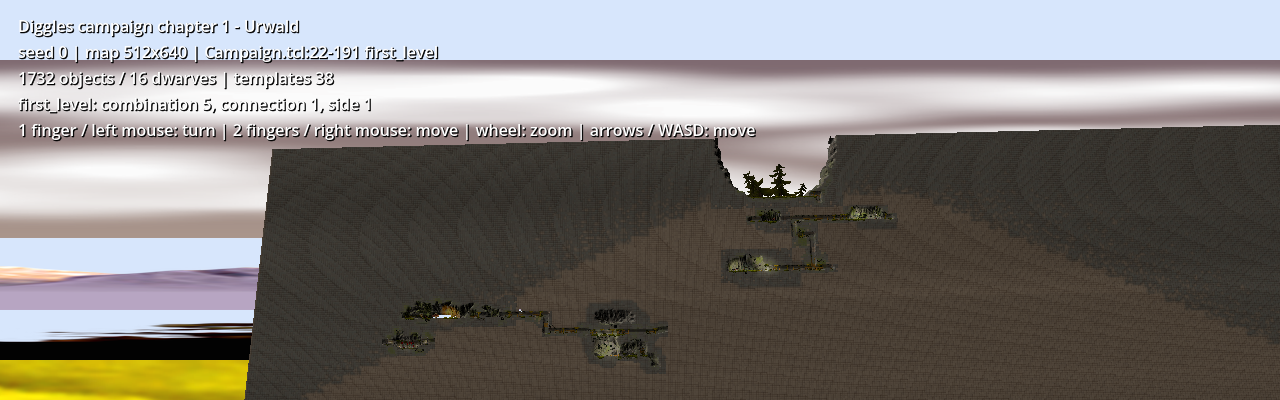 Diggles campaign chapter 1 - Urwald
seed 0 | map 512x640 | Campaign.tcl:22-191 first_level
1732 objects / 16 dwarves | templates 38
first_level: combination 5, connection 1, side 1
1 finger / left mouse: turn | 2 fingers / right mouse: move | wheel: zoom | arrows / WASD: move